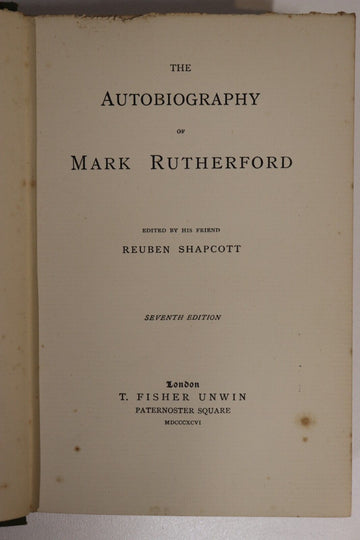 THE
AUTOBIOGRAPHY
OF
MARK RUTHERFORD
EDITED BY HIS FRIEND
REUBEN SHAPCOTT
SEVENTH EDITION
London
T. FISHER UNWIN
PATERNOSTER SQUARE
MDCCCXCVI